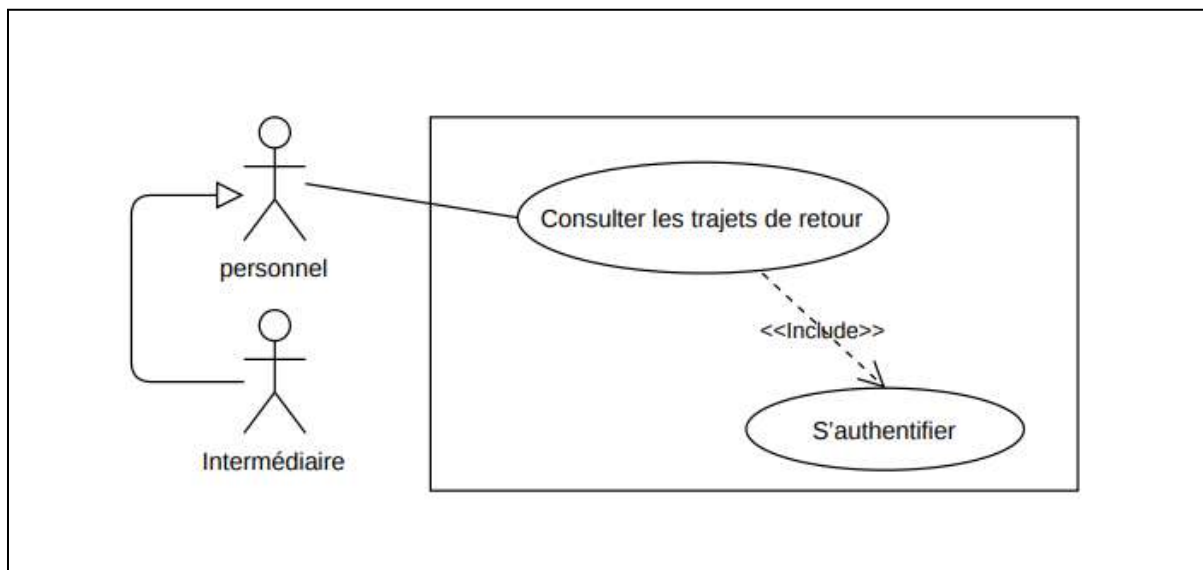 Consulter les trajets de retour
personnel
<<Include>>
S'authentifier
Intermédiaire